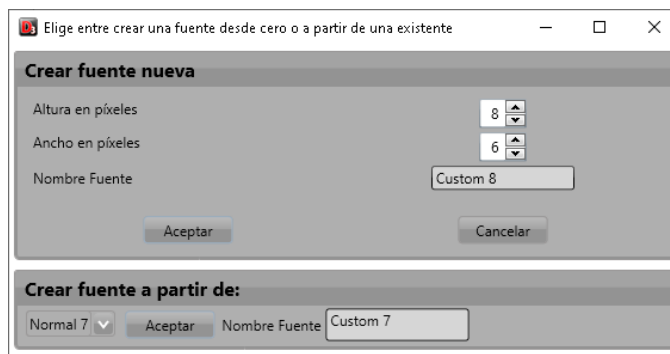 Elige entre crear una fuente desde cero o a partir de una existente
Crear fuente nueva
Altura en píxeles 8
Ancho en píxeles 6
Nombre Fuente Custom 8
Aceptar Cancelar
Crear fuente a partir de:
Normal 7 Aceptar Nombre Fuente Custom 7